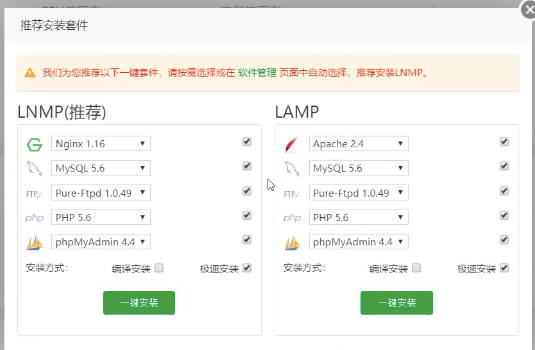 推荐安装套件
我们为您推荐以下一键套件，请按需选择或在 软件管理 页面中自动选择，推荐安装LNMP。
LNMP(推荐)
Nginx 1.16
MySQL 5.6
FTP
Pure-Ftpd 1.0.49
php
PHP 5.6
phpMyAdmin 4.4
安装方式：
编译安装
极速安装
一键安装
LAMP
Apache 2.4
MySQL 5.6
FTP
Pure-Ftpd 1.0.49
php
PHP 5.6
phpMyAdmin 4.4
安装方式：
编译安装
极速安装
一键安装